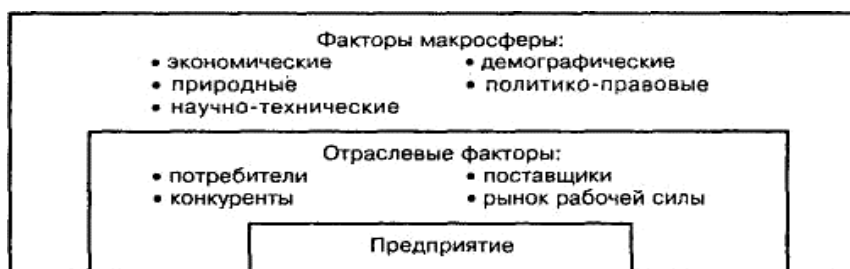 Факторы макросферы:
• экономические • демографические
• природные • политико-правовые
• научно-технические
Отраслевые факторы:
• потребители • поставщики
• конкуренты • рынок рабочей силы
Предприятие